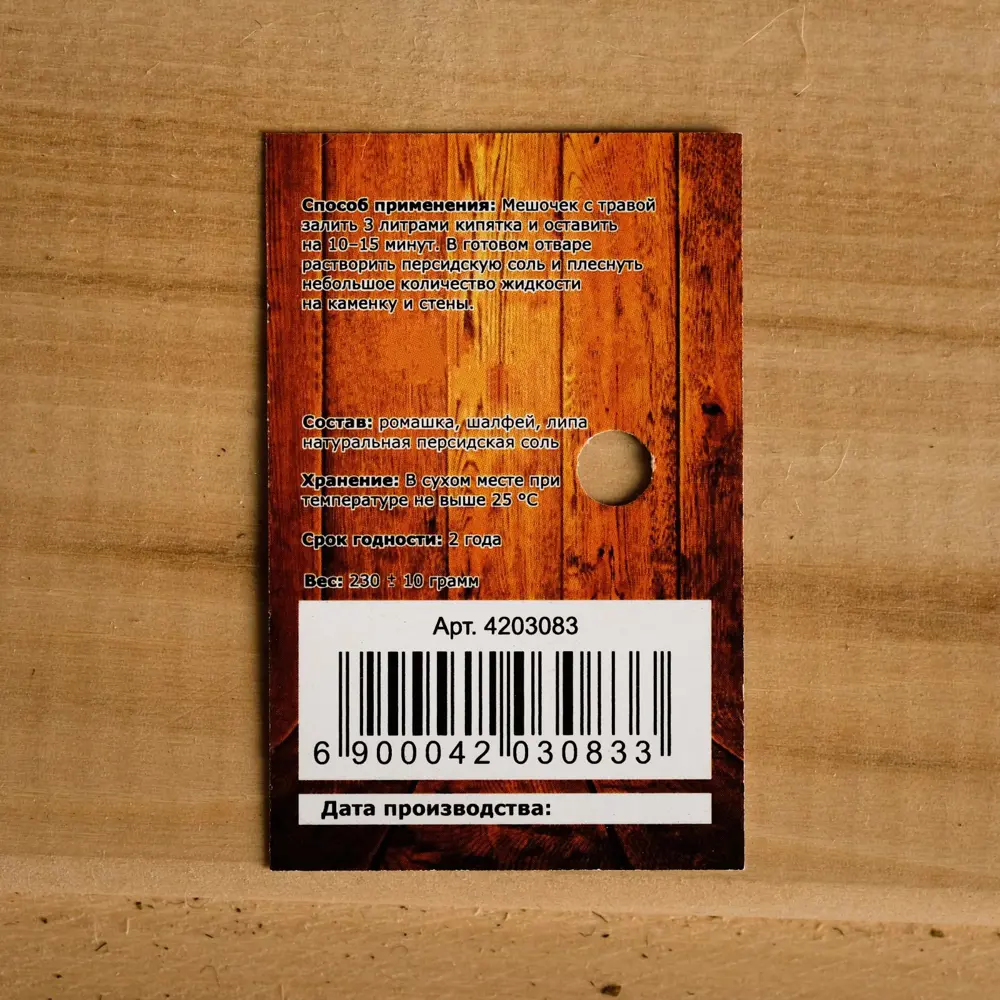 Способ применения: Мешочек с травой
залить 3 литрами кипятка и оставить
на 10–15 минут. В готовом отваре
растворить персидскую соль и плеснуть
небольшое количество жидкости
на каменку и стены.
Состав: ромашка, шалфей, липа
натуральная персидская соль
Хранение: В сухом месте при
температуре не выше 25 °C
Срок годности: 2 года
Вес: 230 ± 10 грамм
Арт. 4203083
6 900042 030833
Дата производства: